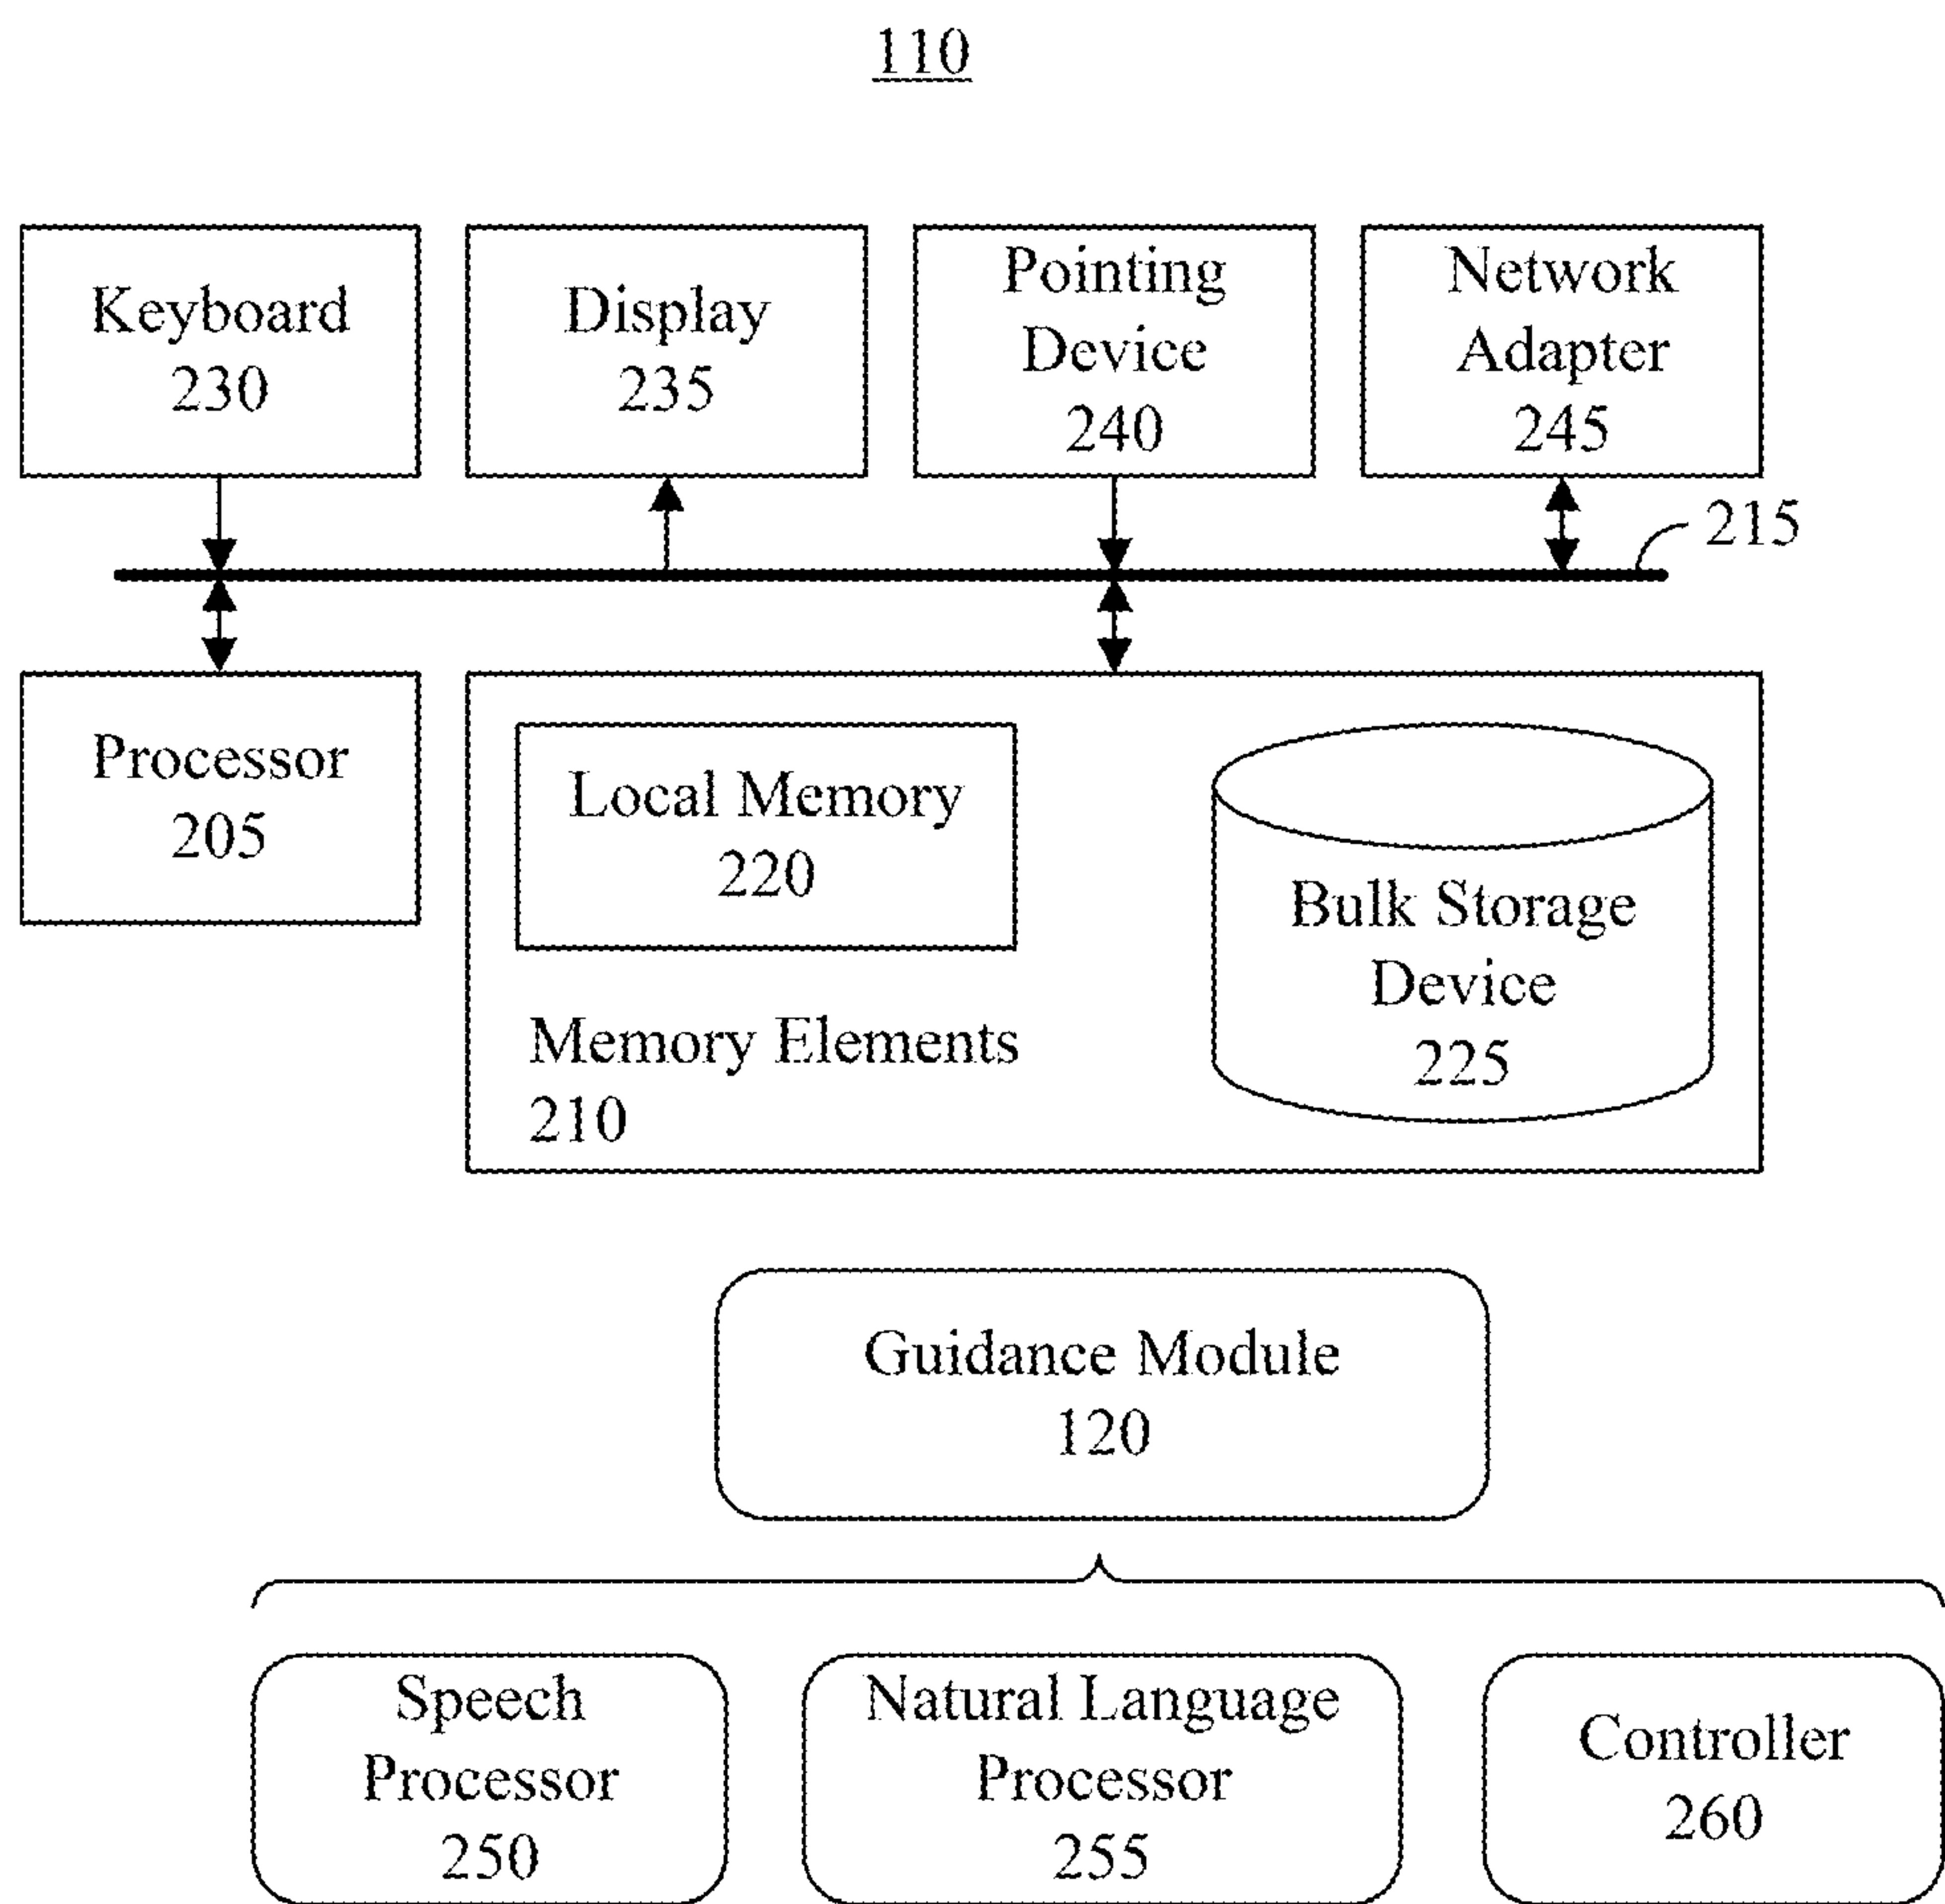 110
Keyboard
230
Display
235
Pointing
Device
240
Network
Adapter
245
215
Processor
205
Local Memory
220
Memory Elements
210
Bulk Storage
Device
225
Guidance Module
120
Speech
Processor
250
Natural Language
Processor
255
Controller
260